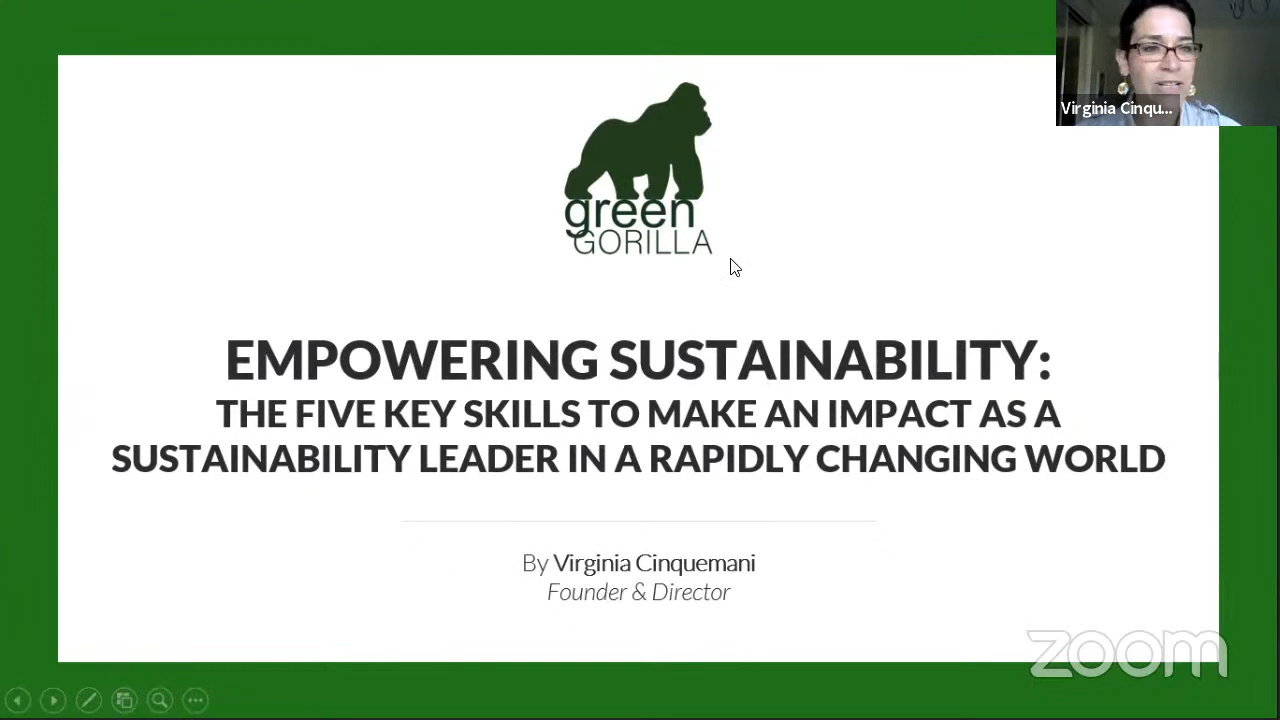 Virginia Cinqu...
green
GORILLA
EMPOWERING SUSTAINABILITY:
THE FIVE KEY SKILLS TO MAKE AN IMPACT AS A
SUSTAINABILITY LEADER IN A RAPIDLY CHANGING WORLD
By Virginia Cinquemani
Founder & Director
zoom